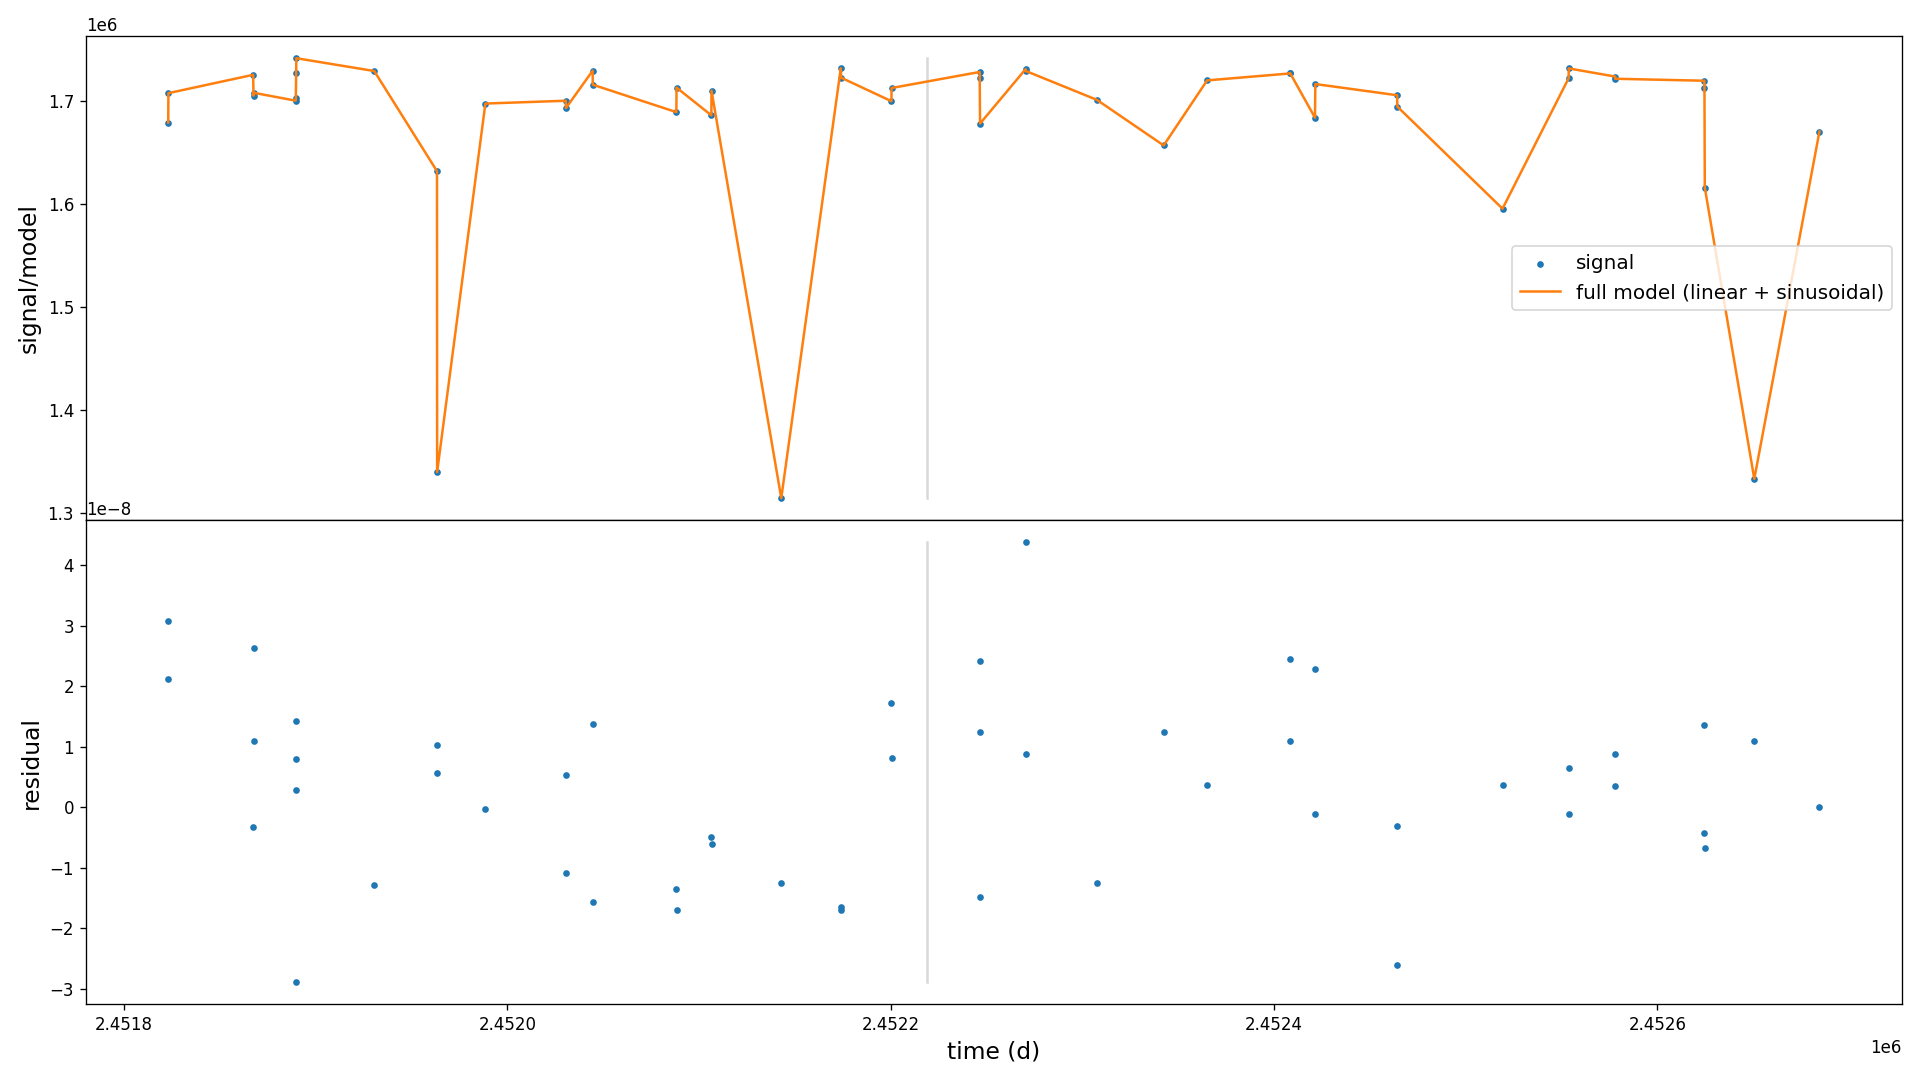 1e6
1.7
1.6
1.5
1.4
1.3
signal/model
signal
full model (linear + sinusoidal)
1e−8
4
3
2
1
0
−1
−2
−3
residual
2.4518
2.4520
2.4522
2.4524
2.4526
time (d)
1e6